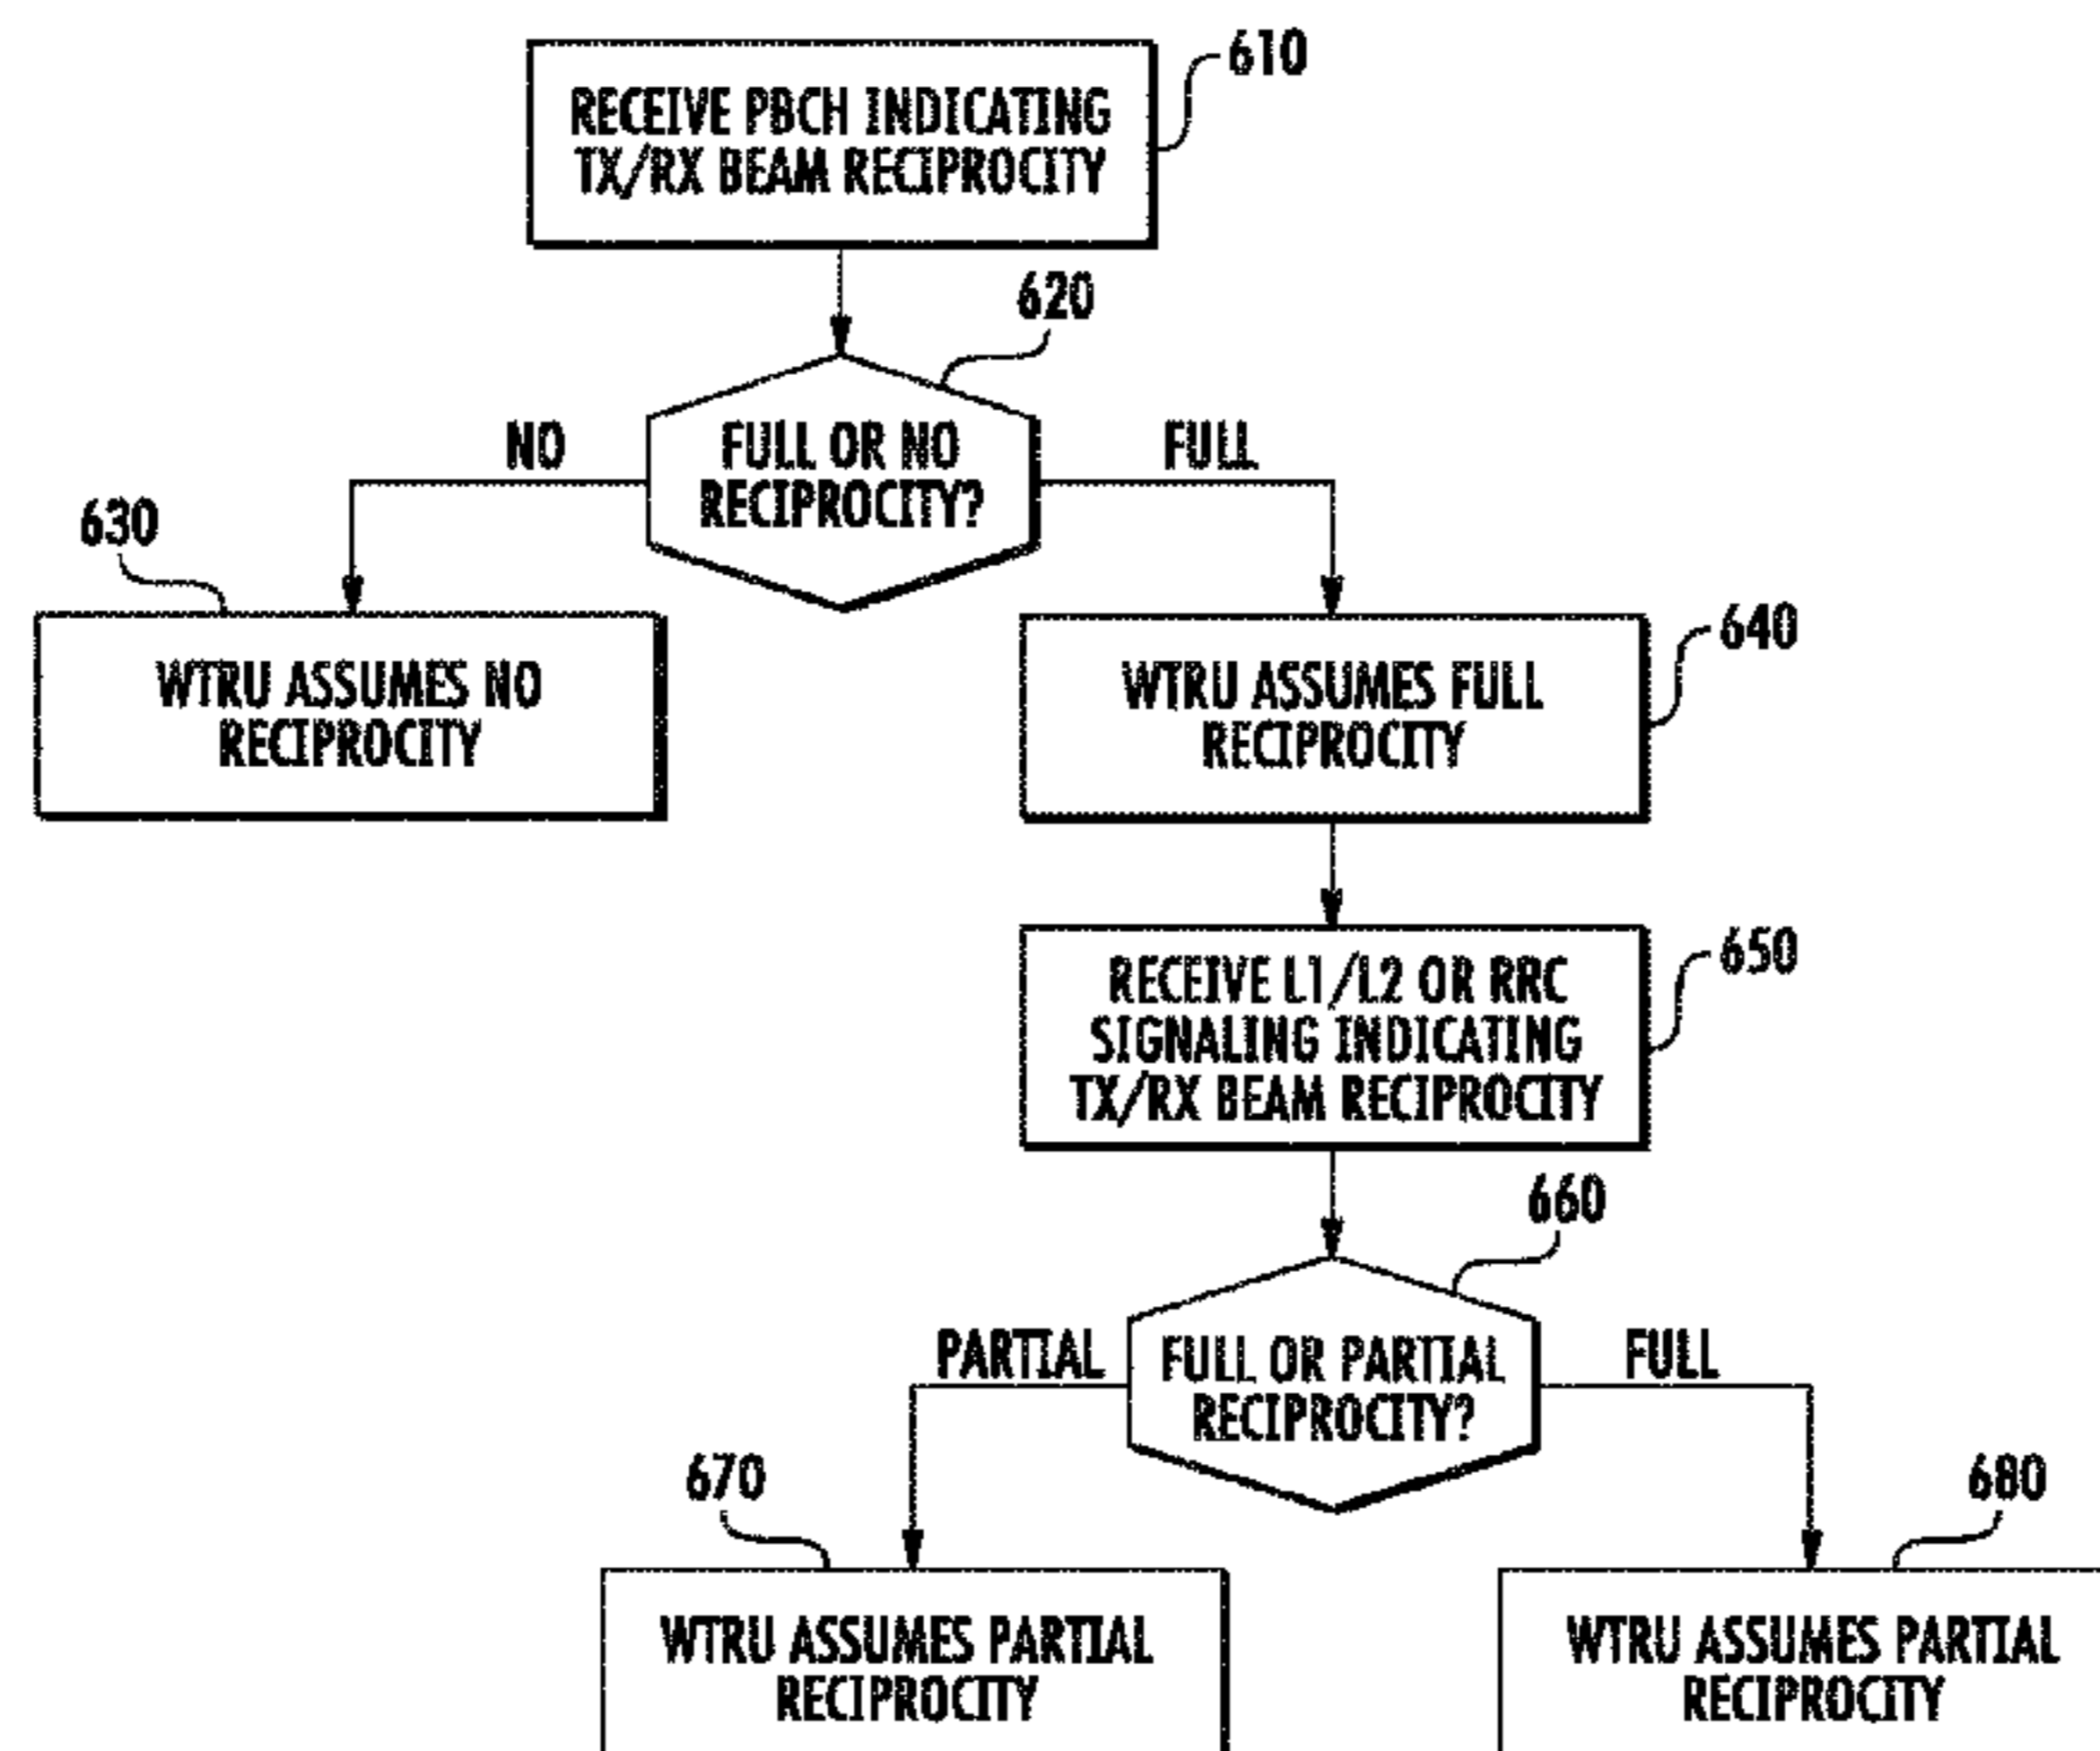 610
RECEIVE PBCH INDICATING
TX/RX BEAM RECIPROCITY
620
NO
FULL OR NO
RECIPROCITY?
FULL
630
WTRU ASSUMES NO
RECIPROCITY
640
WTRU ASSUMES FULL
RECIPROCITY
650
RECEIVE L1/L2 OR RRC
SIGNALING INDICATING
TX/RX BEAM RECIPROCITY
660
PARTIAL
FULL OR PARTIAL
RECIPROCITY?
FULL
670
WTRU ASSUMES PARTIAL
RECIPROCITY
680
WTRU ASSUMES PARTIAL
RECIPROCITY